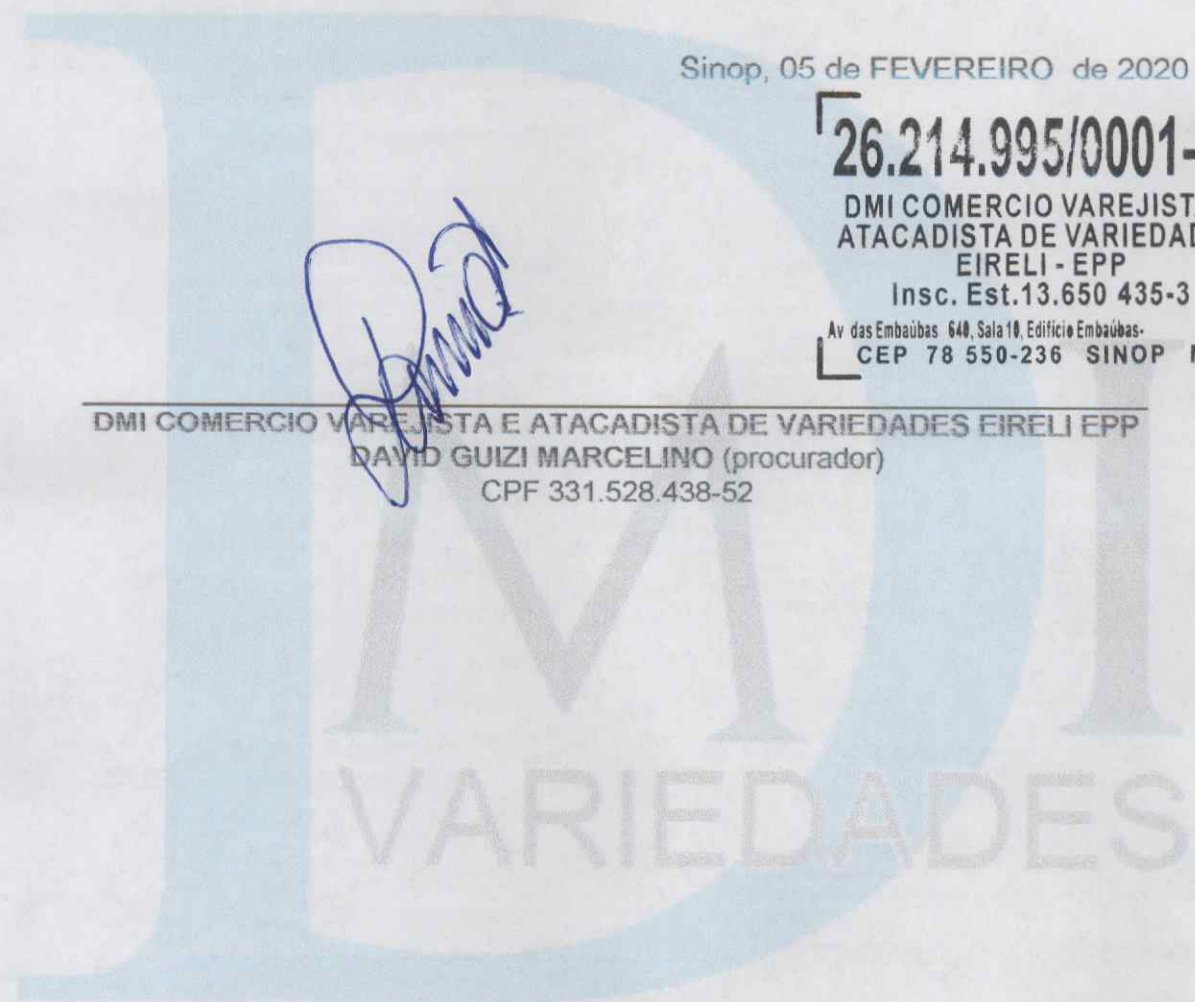 Sinop, 05 de FEVEREIRO de 2020
26.214.995/0001-
DMI COMERCIO VAREJIST
ATACADISTA DE VARIEDAD
EIRELI - EPP
Insc. Est.13.650 435-3
Av das Embaúbas 640, Sala 10, Edifício Embaúbas-
CEP 78 550-236 SINOP
DMI COMERCIO VAREJISTA E ATACADISTA DE VARIEDADES EIRELI EPP
DAVID GUIZI MARCELINO (procurador)
CPF 331.528.438-52
DMI
VARIEDADES